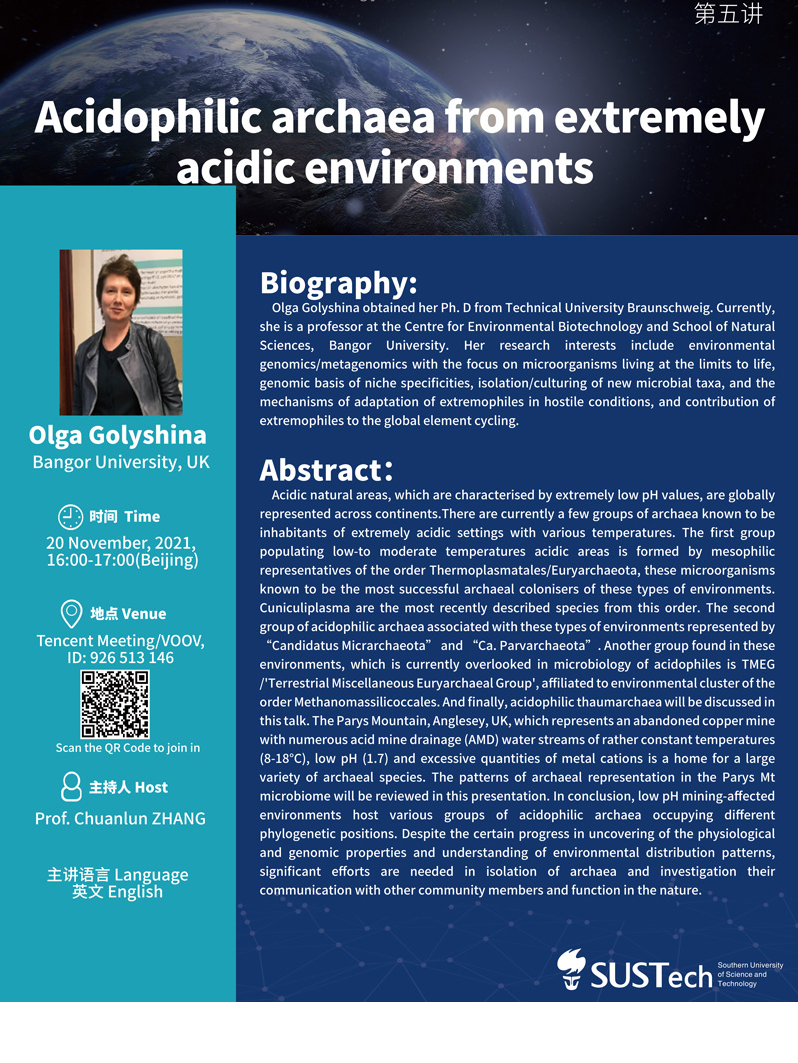 第五讲
Acidophilic archaea from extremely
acidic environments
Olga Golyshina
Bangor University, UK
时间 Time
20 November, 2021,
16:00-17:00(Beijing)
地点 Venue
Tencent Meeting/VOOV,
ID: 926 513 146
Scan the QR Code to join in
主持人 Host
Prof. Chuanlun ZHANG
主讲语言 Language
英文 English
Biography:
Olga Golyshina obtained her Ph. D from Technical University Braunschweig. Currently,
she is a professor at the Centre for Environmental Biotechnology and School of Natural
Sciences, Bangor University. Her research interests include environmental
genomics/metagenomics with the focus on microorganisms living at the limits to life,
genomic basis of niche specificities, isolation/culturing of new microbial taxa, and the
mechanisms of adaptation of extremophiles in hostile conditions, and contribution of
extremophiles to the global element cycling.
Abstract：
Acidic natural areas, which are characterised by extremely low pH values, are globally
represented across continents.There are currently a few groups of archaea known to be
inhabitants of extremely acidic settings with various temperatures. The first group
populating low-to moderate temperatures acidic areas is formed by mesophilic
representatives of the order Thermoplasmatales/Euryarchaeota, these microorganisms
known to be the most successful archaeal colonisers of these types of environments.
Cuniculiplasma are the most recently described species from this order. The second
group of acidophilic archaea associated with these types of environments represented by
“Candidatus Micrarchaeota” and “Ca. Parvarchaeota”. Another group found in these
environments, which is currently overlooked in microbiology of acidophiles is TMEG
/'Terrestrial Miscellaneous Euryarchaeal Group', affiliated to environmental cluster of the
order Methanomassilicoccales. And finally, acidophilic thaumarchaea will be discussed in
this talk. The Parys Mountain, Anglesey, UK, which represents an abandoned copper mine
with numerous acid mine drainage (AMD) water streams of rather constant temperatures
(8-18°C), low pH (1.7) and excessive quantities of metal cations is a home for a large
variety of archaeal species. The patterns of archaeal representation in the Parys Mt
microbiome will be reviewed in this presentation. In conclusion, low pH mining-affected
environments host various groups of acidophilic archaea occupying different
phylogenetic positions. Despite the certain progress in uncovering of the physiological
and genomic properties and understanding of environmental distribution patterns,
significant efforts are needed in isolation of archaea and investigation their
communication with other community members and function in the nature.
SUSTech
Southern University
of Science and
Technology